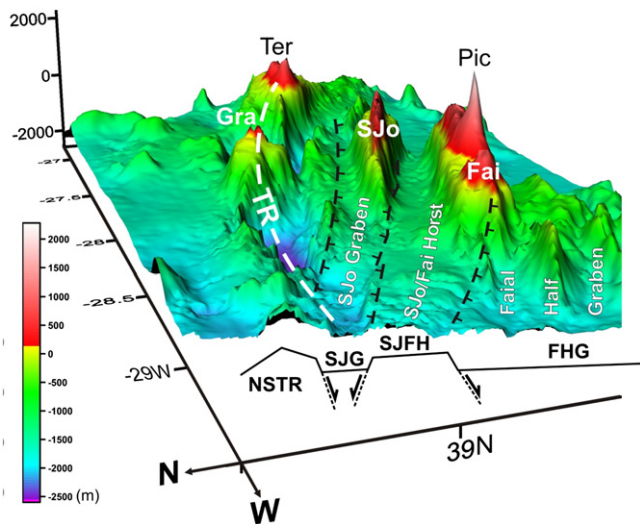 2000
0
-2000
-27
-27.5
-28
-28.5
-29W
Ter
Pic
Gra
SJo
Fai
TR
SJo Graben
SJo/Fai Horst
Faial
Half
Graben
2000
1500
1000
500
0
-500
-1000
-1500
-2000
-2500 (m)
NSTR
SJG
SJFH
FHG
39N
N
W